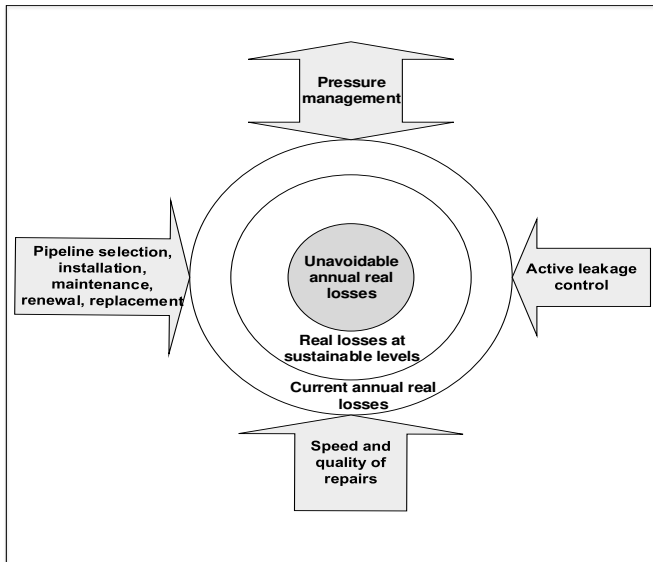 Pressure
management
Pipeline selection,
installation,
maintenance,
renewal, replacement
Unavoidable
annual real
losses
Active leakage
control
Real losses at
sustainable levels
Current annual real
losses
Speed and
quality of
repairs